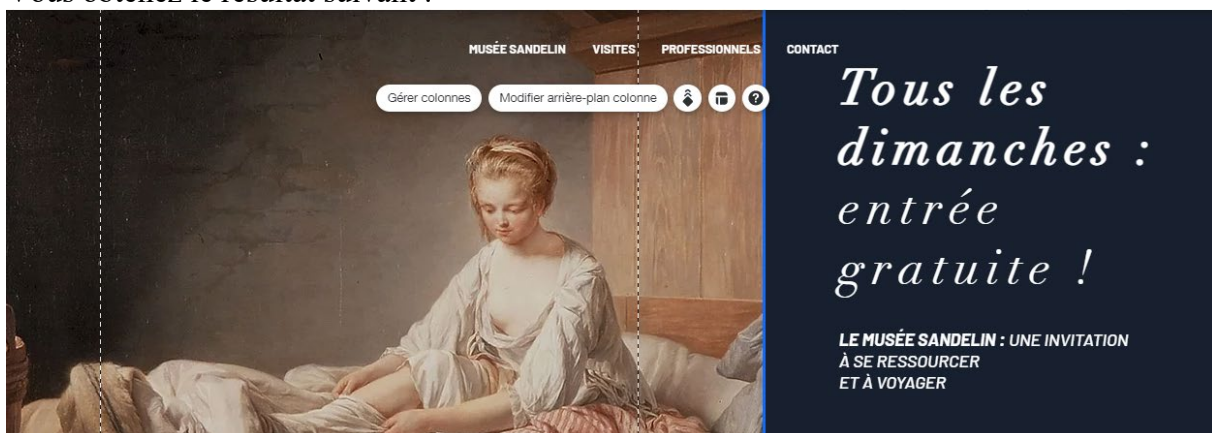 Vous obtenez le résultat suivant :
MUSÉE SANDELIN VISITES PROFESSIONNELS CONTACT
Gérer colonnes Modifier arrière-plan colonne ?
Tous les
dimanches :
entrée
gratuite !
LE MUSÉE SANDELIN : UNE INVITATION
À SE RESSOURCER
ET À VOYAGER